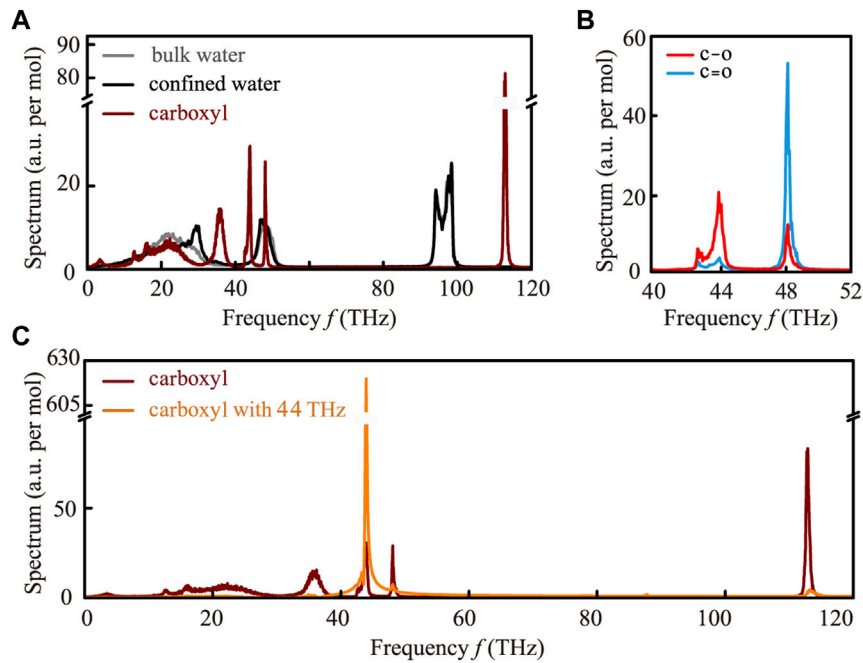 A
B
90
80
20
0
Spectrum (a.u. per mol)
bulk water
confined water
carboxyl
0
20
40
80
100
120
Frequency f (THz)
60
40
20
0
Spectrum (a.u. per mol)
c-o
c=o
40
44
48
52
Frequency f (THz)
C
630
605
50
0
Spectrum (a.u. per mol)
carboxyl
carboxyl with 44 THz
0
20
40
60
80
100
120
Frequency f (THz)